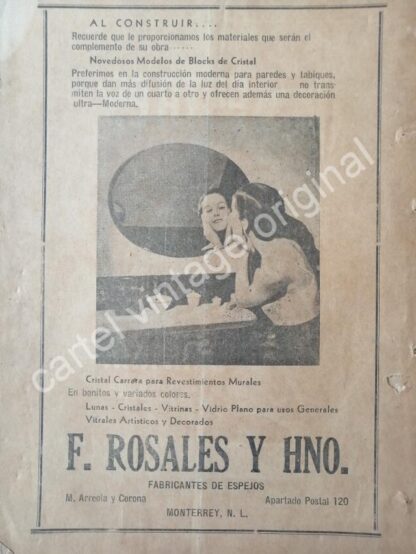 AL CONSTRUIR....
Recuerde que le proporcionamos los materiales que serán el
complemento de su obra ......
Novedosos Modelos de Blocks de Cristal
Preferimos en la construcción moderna para paredes y tabiques,
porque dan más difusión de la luz del día interior no trans
miten la voz de un cuarto a otro y ofrecen además una decoración
ultra—Moderna.
cartel vintage original
Cristal Carrara para Revestimientos Murales
En bonitos y variados colores.
Lunas - Cristales - Vitrinas - Vidrio Plano para usos Generales
Vitrales Artísticos y Decorados
F. ROSALES Y HNO.
FABRICANTES DE ESPEJOS
M. Arreola y Corona Apartado Postal 120
MONTERREY, N. L.